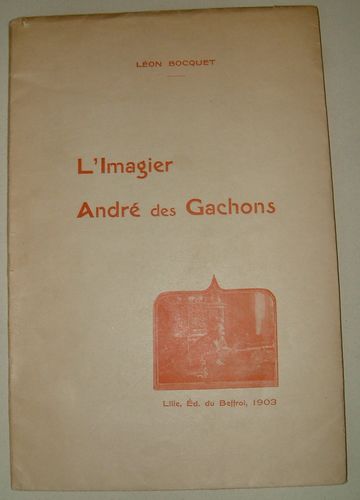 LÉON BOCQUET
L'Imagier
André des Gachons
Lille, Éd. du Beffroi, 1903